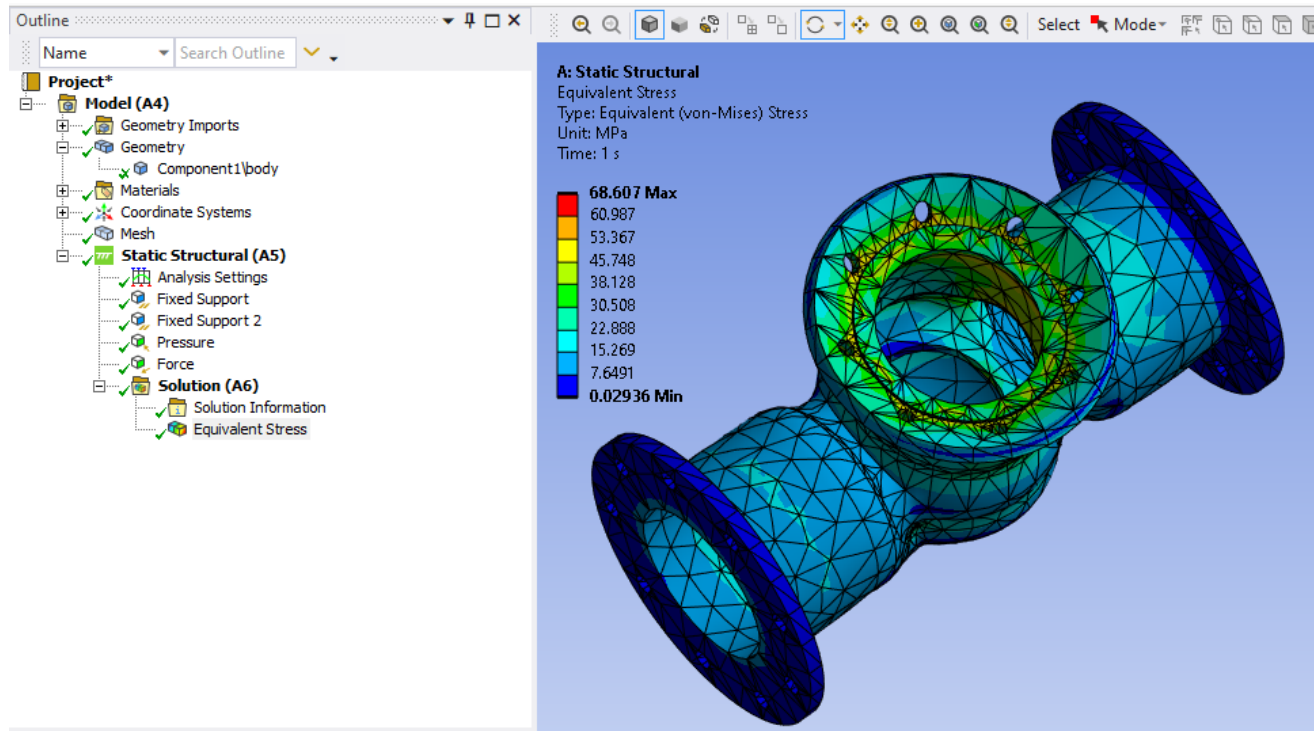 Outline
Name
Search Outline
Project*
Model (A4)
Geometry Imports
Geometry
Component1\body
Materials
Coordinate Systems
Mesh
Static Structural (A5)
Analysis Settings
Fixed Support
Fixed Support 2
Pressure
Force
Solution (A6)
Solution Information
Equivalent Stress
Select Mode
A: Static Structural
Equivalent Stress
Type: Equivalent (von-Mises) Stress
Unit: MPa
Time: 1 s
68.607 Max
60.987
53.367
45.748
38.128
30.508
22.888
15.269
7.6491
0.02936 Min